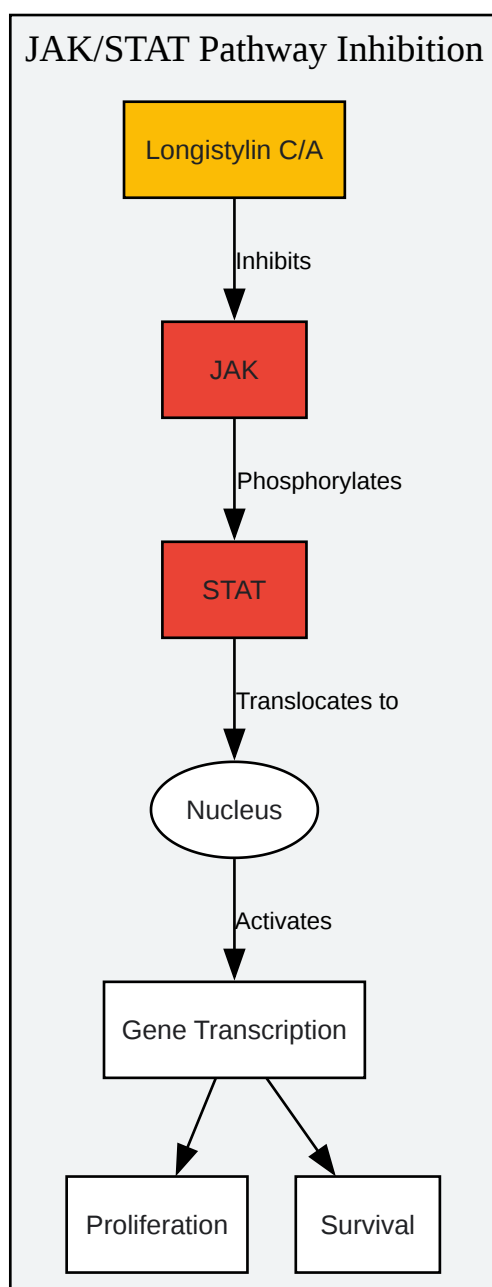 JAK/STAT Pathway Inhibition
Longistylin C/A
Inhibits
JAK
Phosphorylates
STAT
Translocates to
Nucleus
Activates
Gene Transcription
Proliferation
Survival